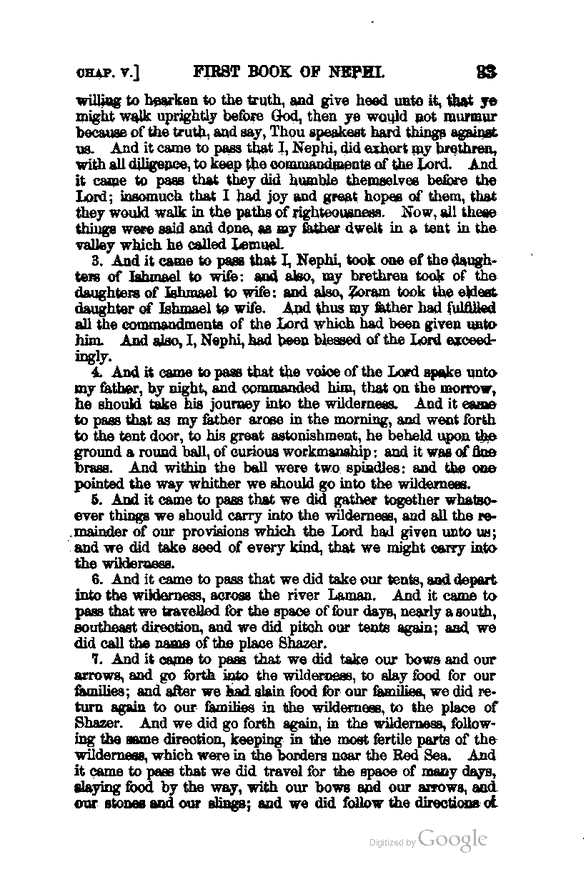 CHAP. V.] FIRST BOOK OF NEPHI. 33
willing to hearken to the truth, and give heed unto it, that ye
might walk uprightly before God, then ye would not murmur
because of the truth, and say, Thou speakest hard things against
us. And it came to pass that I, Nephi, did exhort my brethren,
with all diligence, to keep the commandments of the Lord. And
it came to pass that they did humble themselves before the
Lord; insomuch that I had joy and great hopes of them, that
they would walk in the paths of righteousness. Now, all these
things were said and done, as my father dwelt in a tent in the
valley which he called Lemuel.
3. And it came to pass that I, Nephi, took one of the daugh-
ters of Ishmael to wife: and also, my brethren took of the
daughters of Ishmael to wife: and also, Zoram took the eldest
daughter of Ishmael to wife. And thus my father had fulfilled
all the commandments of the Lord which had been given unto
him. And also, I, Nephi, had been blessed of the Lord exceed-
ingly.
4. And it came to pass that the voice of the Lord spake unto
my father, by night, and commanded him, that on the morrow,
he should take his journey into the wilderness. And it came
to pass that as my father arose in the morning, and went forth
to the tent door, to his great astonishment, he beheld upon the
ground a round ball, of curious workmanship: and it was of fine
brass. And within the ball were two spindles: and the one
pointed the way whither we should go into the wilderness.
5. And it came to pass that we did gather together whatso-
ever things we should carry into the wilderness, and all the re-
mainder of our provisions which the Lord had given unto us;
and we did take seed of every kind, that we might carry into
the wilderness.
6. And it came to pass that we did take our tents, and depart
into the wilderness, across the river Laman. And it came to
pass that we travelled for the space of four days, nearly a south,
southeast direction, and we did pitch our tents again; and we
did call the name of the place Shazer.
7. And it came to pass that we did take our bows and our
arrows, and go forth into the wilderness, to slay food for our
families; and after we had slain food for our families, we did re-
turn again to our families in the wilderness, to the place of
Shazer. And we did go forth again, in the wilderness, follow-
ing the same direction, keeping in the most fertile parts of the
wilderness, which were in the borders near the Red Sea. And
it came to pass that we did travel for the space of many days,
slaying food by the way, with our bows and our arrows, and
our stones and our slings; and we did follow the directions of
Digitized by Google